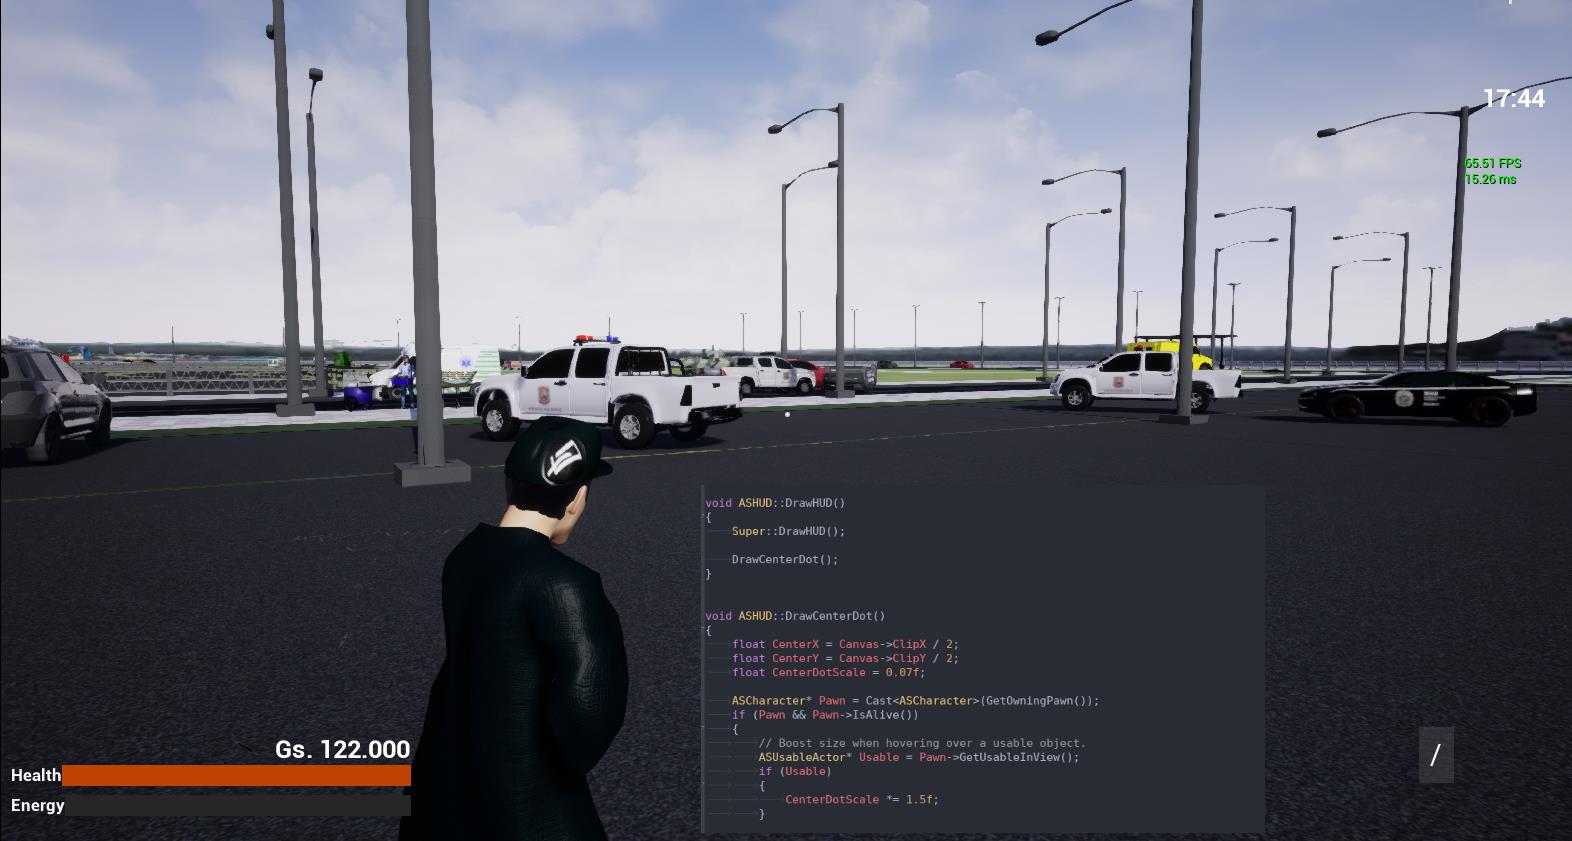 17:44
65.51 FPS
15.26 ms
void ASHUD::DrawHUD()
{
Super::DrawHUD();
DrawCenterDot();
}
void ASHUD::DrawCenterDot()
{
float CenterX = Canvas->ClipX / 2;
float CenterY = Canvas->ClipY / 2;
float CenterDotScale = 0.07f;
ASCharacter* Pawn = Cast<ASCharacter>(GetOwningPawn());
if (Pawn && Pawn->IsAlive())
{
// Boost size when hovering over a usable object.
ASUsableActor* Usable = Pawn->GetUsableInView();
if (Usable)
{
CenterDotScale *= 1.5f;
}
Gs. 122.000
Health
Energy
/